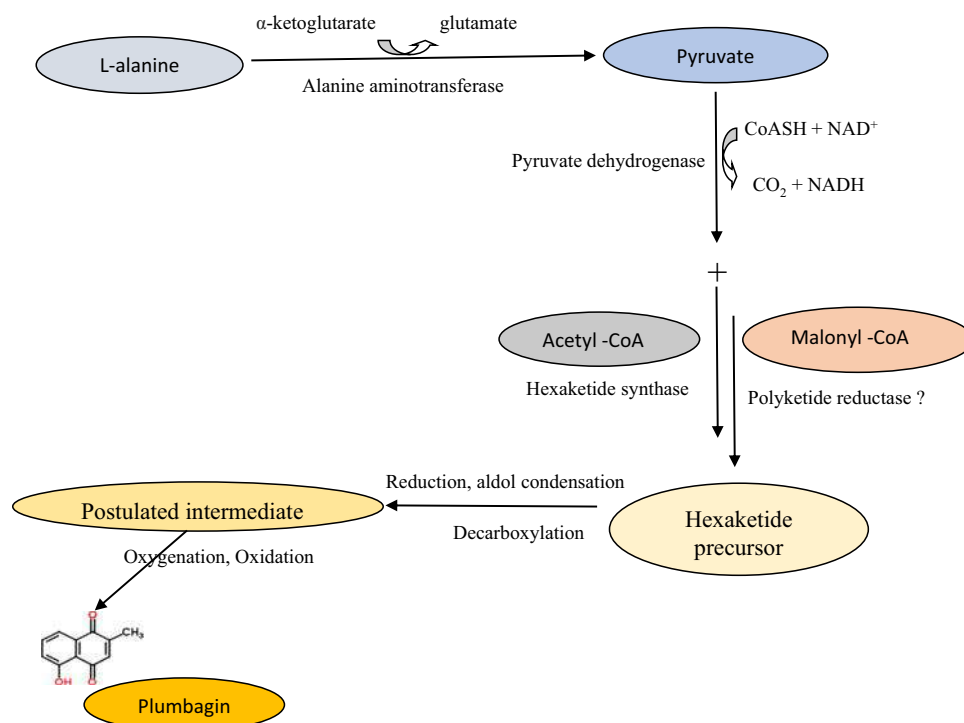 α-ketoglutarate glutamate
L-alanine
Pyruvate
Alanine aminotransferase
CoASH + NAD⁺
Pyruvate dehydrogenase
CO₂ + NADH
+
Acetyl -CoA
Malonyl -CoA
Hexaketide synthase
Polyketide reductase ?
Reduction, aldol condensation
Postulated intermediate
Hexaketide
precursor
Decarboxylation
Oxygenation, Oxidation
O
CH₃
OH
O
Plumbagin